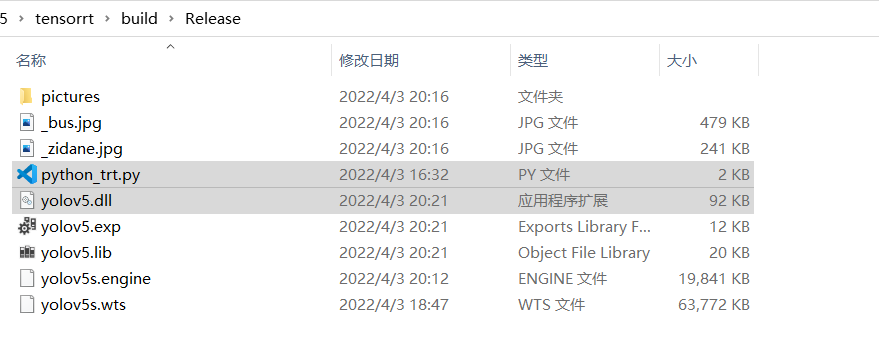 5 > tensorrt > build > Release
名称 修改日期 类型 大小
pictures 2022/4/3 20:16 文件夹
_bus.jpg 2022/4/3 20:16 JPG 文件 479 KB
_zidane.jpg 2022/4/3 20:16 JPG 文件 241 KB
python_trt.py 2022/4/3 16:32 PY 文件 2 KB
yolov5.dll 2022/4/3 20:21 应用程序扩展 92 KB
yolov5.exp 2022/4/3 20:21 Exports Library F... 12 KB
yolov5.lib 2022/4/3 20:21 Object File Library 20 KB
yolov5s.engine 2022/4/3 20:12 ENGINE 文件 19,841 KB
yolov5s.wts 2022/4/3 18:47 WTS 文件 63,772 KB